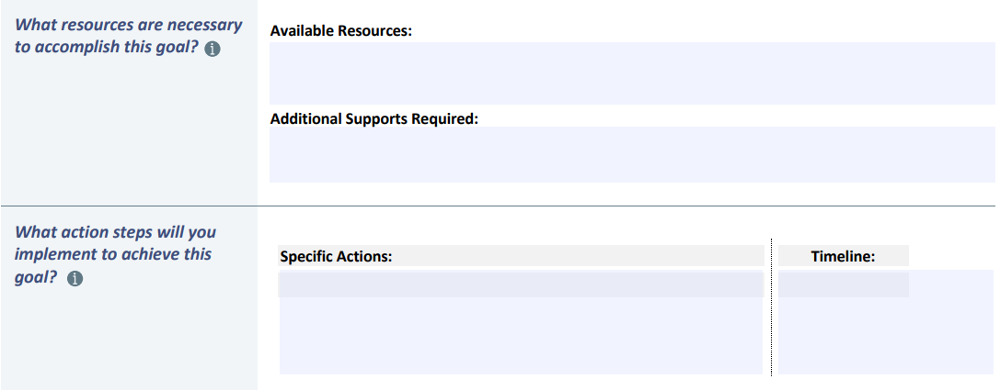 What resources are necessary
to accomplish this goal? i
Available Resources:
Additional Supports Required:
What action steps will you
implement to achieve this
goal? i
Specific Actions:
Timeline: